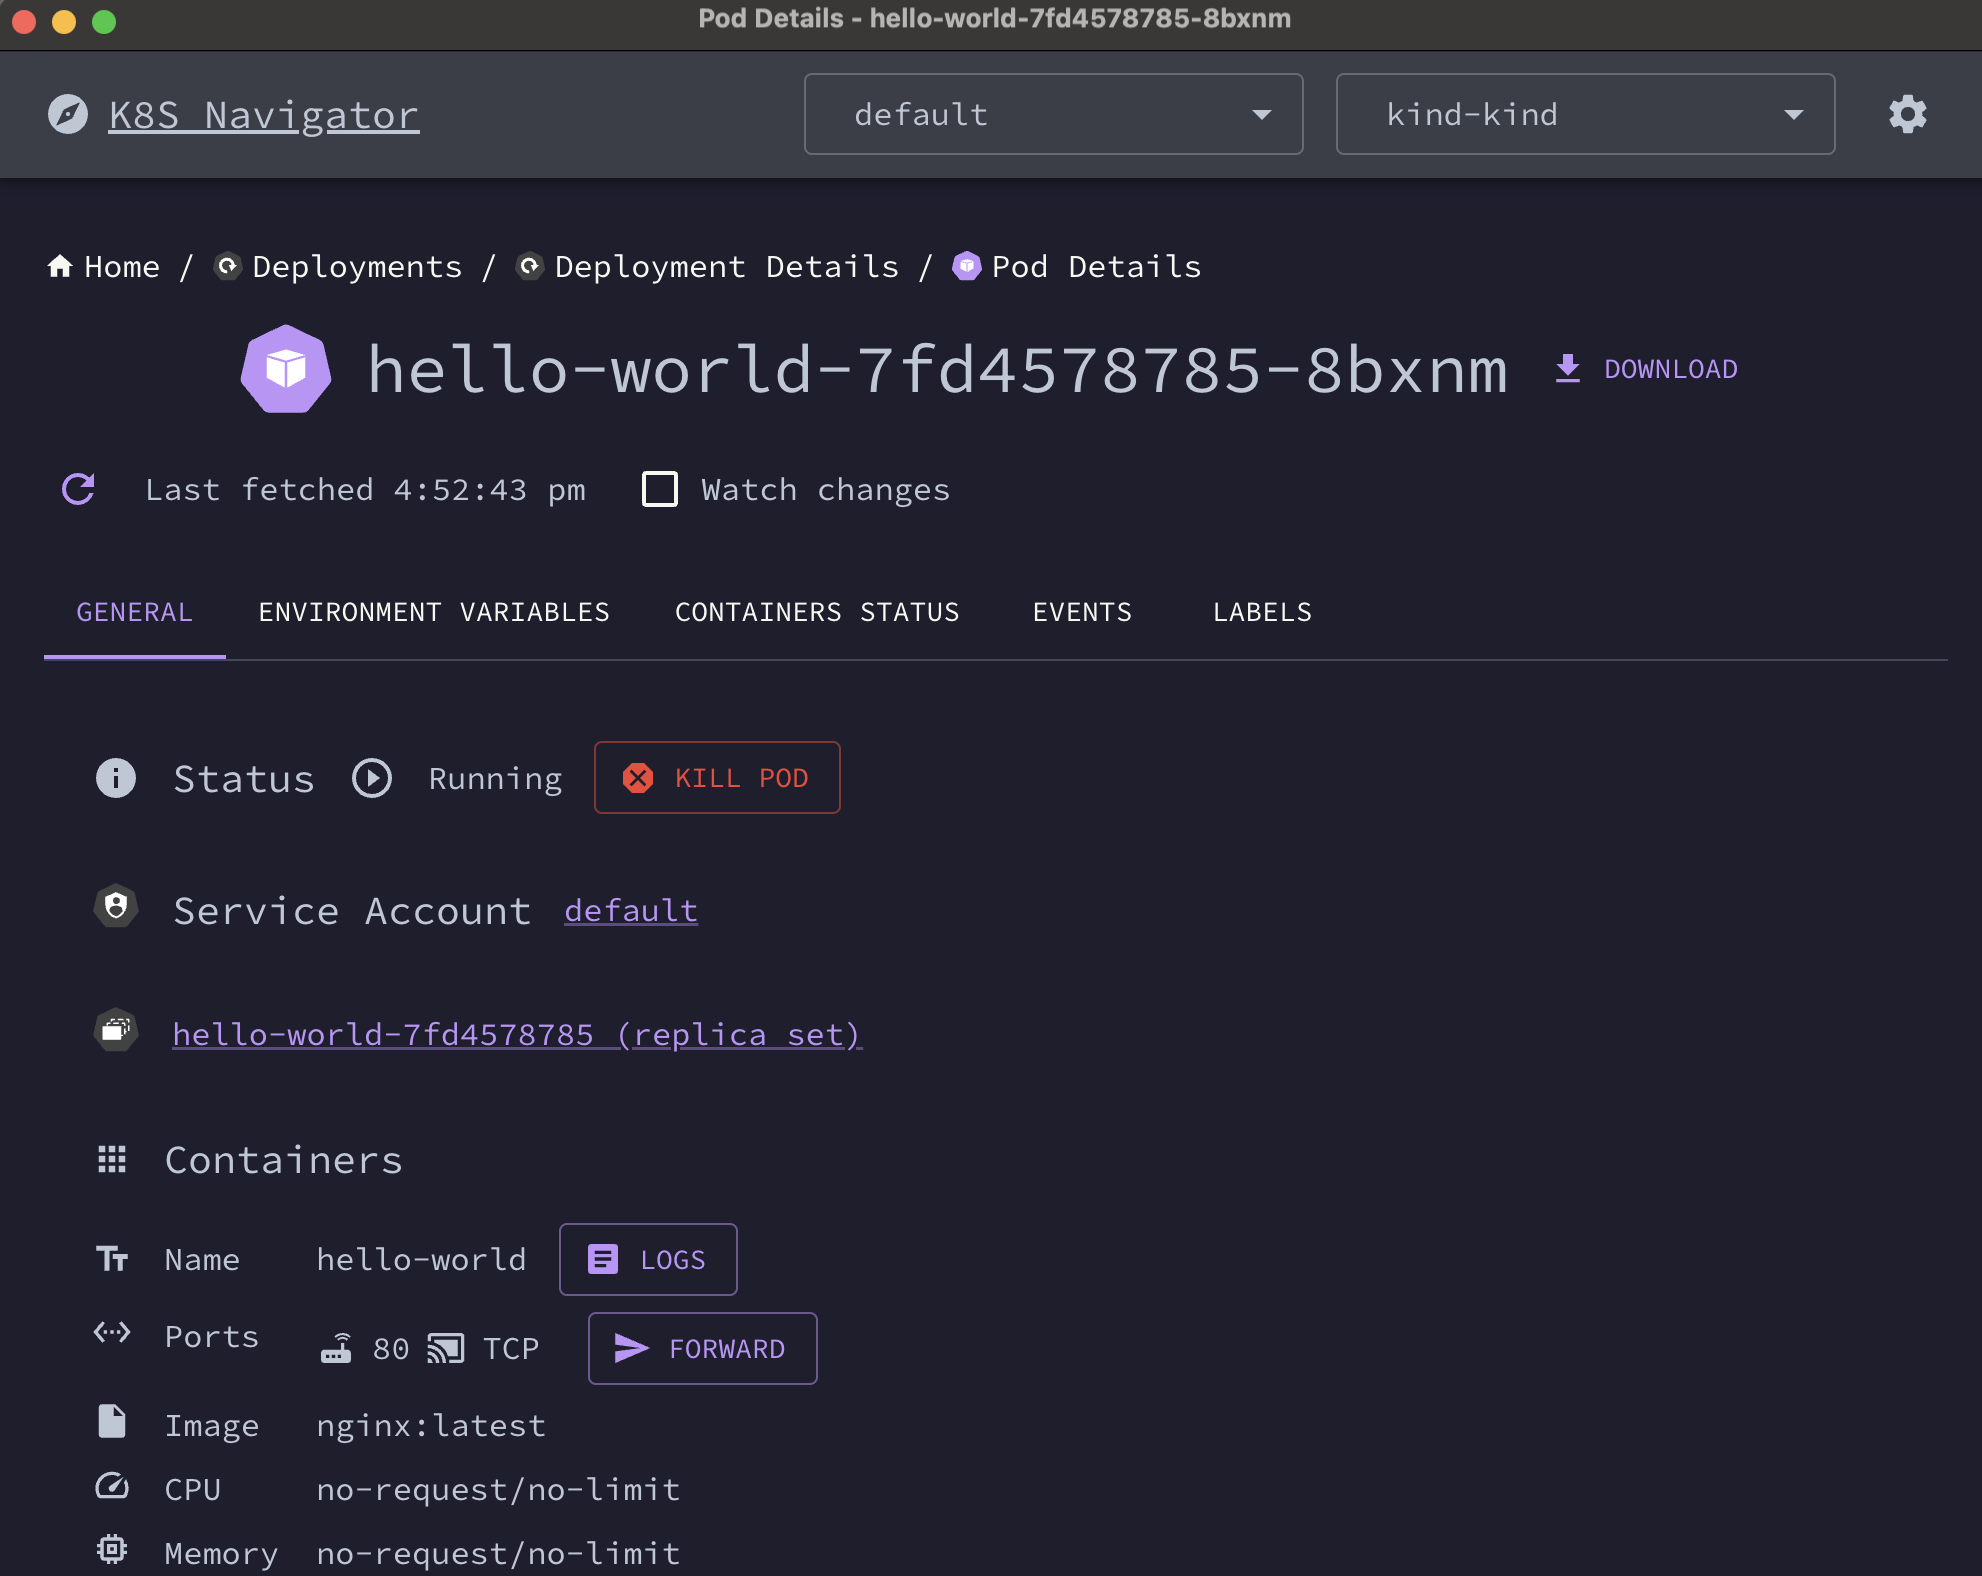 Pod Details - hello-world-7fd4578785-8bxnm
K8S Navigator default kind-kind
Home / Deployments / Deployment Details / Pod Details
hello-world-7fd4578785-8bxnm DOWNLOAD
Last fetched 4:52:43 pm Watch changes
GENERAL ENVIRONMENT VARIABLES CONTAINERS STATUS EVENTS LABELS
Status Running KILL POD
Service Account default
hello-world-7fd4578785 (replica set)
Containers
Name hello-world LOGS
Ports 80 TCP FORWARD
Image nginx:latest
CPU no-request/no-limit
Memory no-request/no-limit